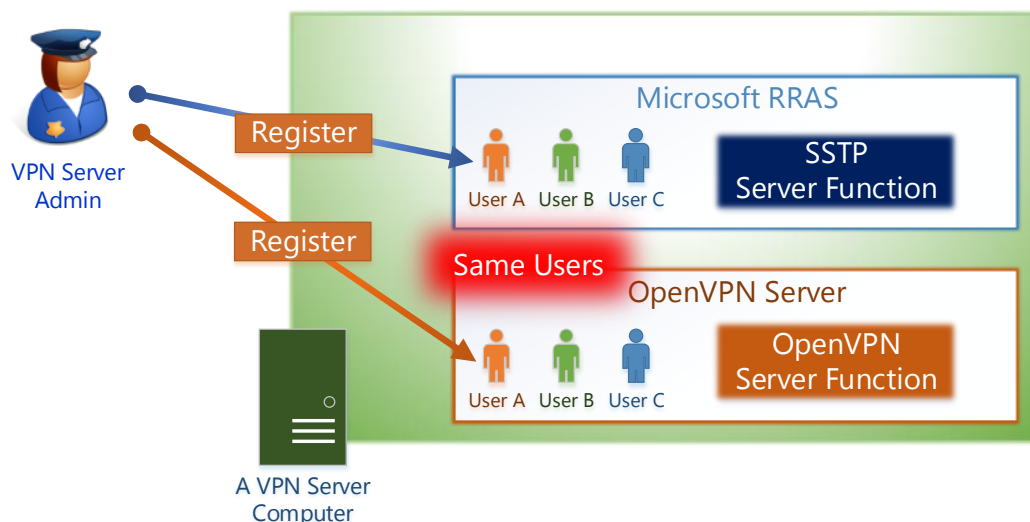 Microsoft RRAS
Register
SSTP
Server Function
VPN Server
Admin
User A
User B
User C
Register
Same Users
OpenVPN Server
OpenVPN
Server Function
User A
User B
User C
A VPN Server
Computer